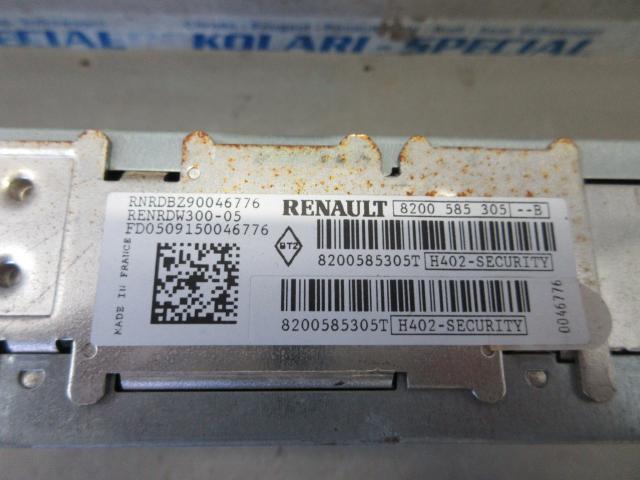 SPECIAL KOLARI-SPECIAL
RNRDBZ90046776
RENRDW300-05
FD0509150046776
MADE IN FRANCE
RENAULT 8200 585 305 --B
BTZ
8200585305T H402-SECURITY
8200585305T H402-SECURITY
0046776